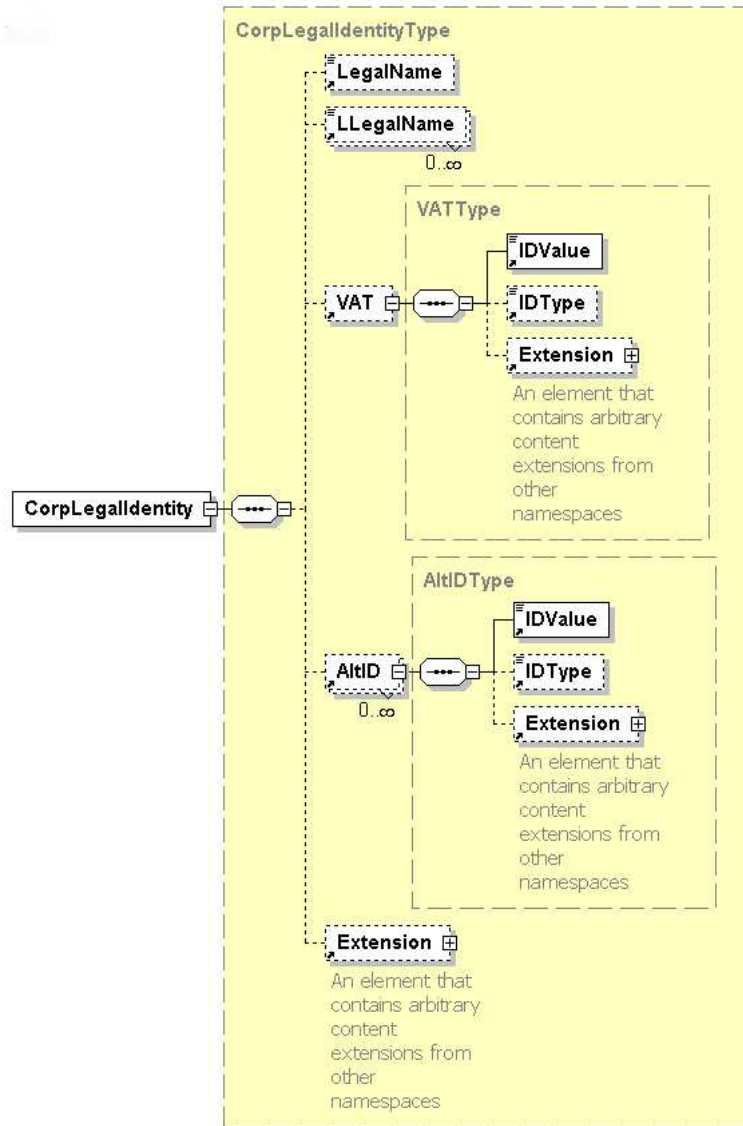 CorpLegalIdentityType
LegalName
LLegalName
0..∞
VATType
IDValue
VAT
IDType
Extension
An element that
contains arbitrary
content
extensions from
other
namespaces
CorpLegalIdentity
AltIDType
IDValue
AltID
IDType
0..∞
Extension
An element that
contains arbitrary
content
extensions from
other
namespaces
Extension
An element that
contains arbitrary
content
extensions from
other
namespaces